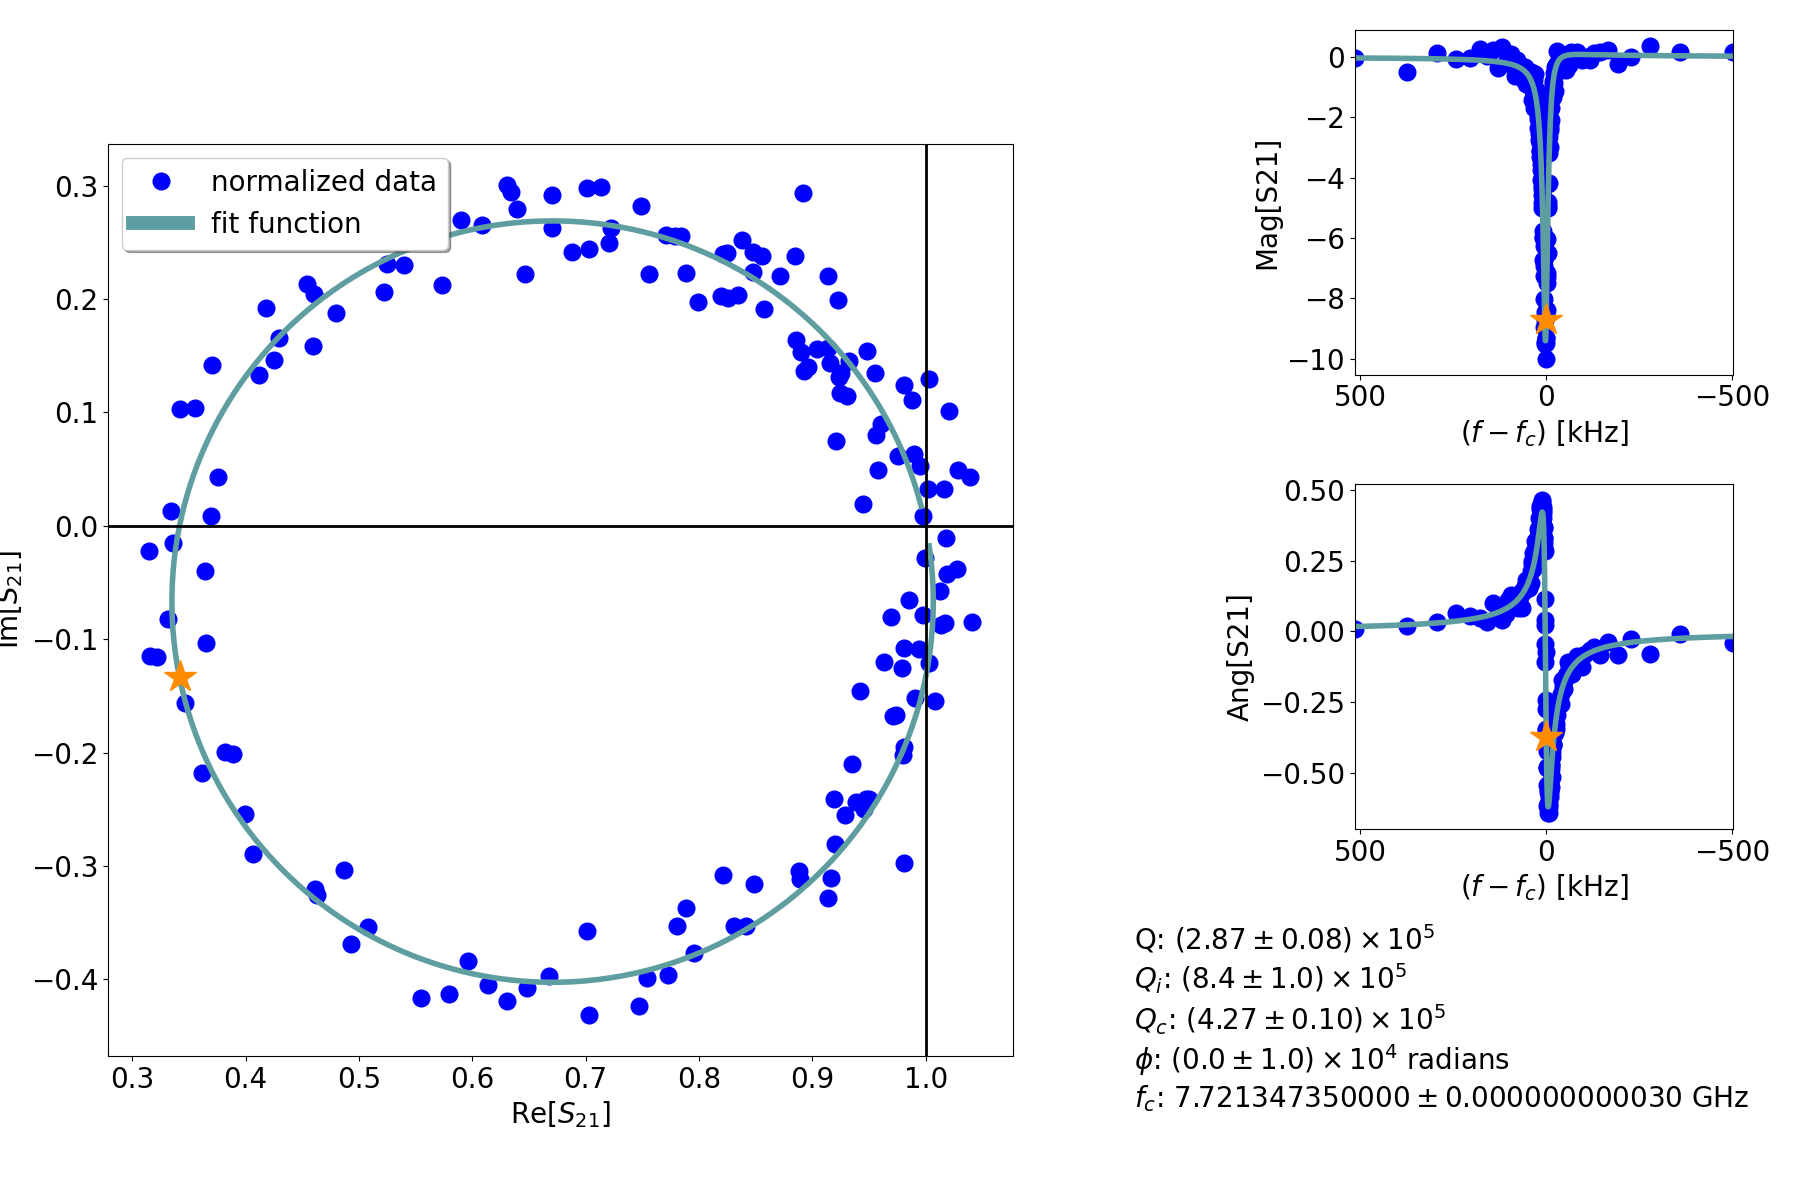 normalized data
fit function
0.3
0.2
0.1
0.0
−0.1
−0.2
−0.3
−0.4
Im[S21]
0.3 0.4 0.5 0.6 0.7 0.8 0.9 1.0
Re[S21]
0
−2
−4
−6
−8
−10
Mag[S21]
500 0 −500
(f − fc) [kHz]
0.50
0.25
0.00
−0.25
−0.50
Ang[S21]
500 0 −500
(f − fc) [kHz]
Q: (2.87 ± 0.08) × 10^5
Qi: (8.4 ± 1.0) × 10^5
Qc: (4.27 ± 0.10) × 10^5
ϕ: (0.0 ± 1.0) × 10^4 radians
fc: 7.721347350000 ± 0.000000000030 GHz